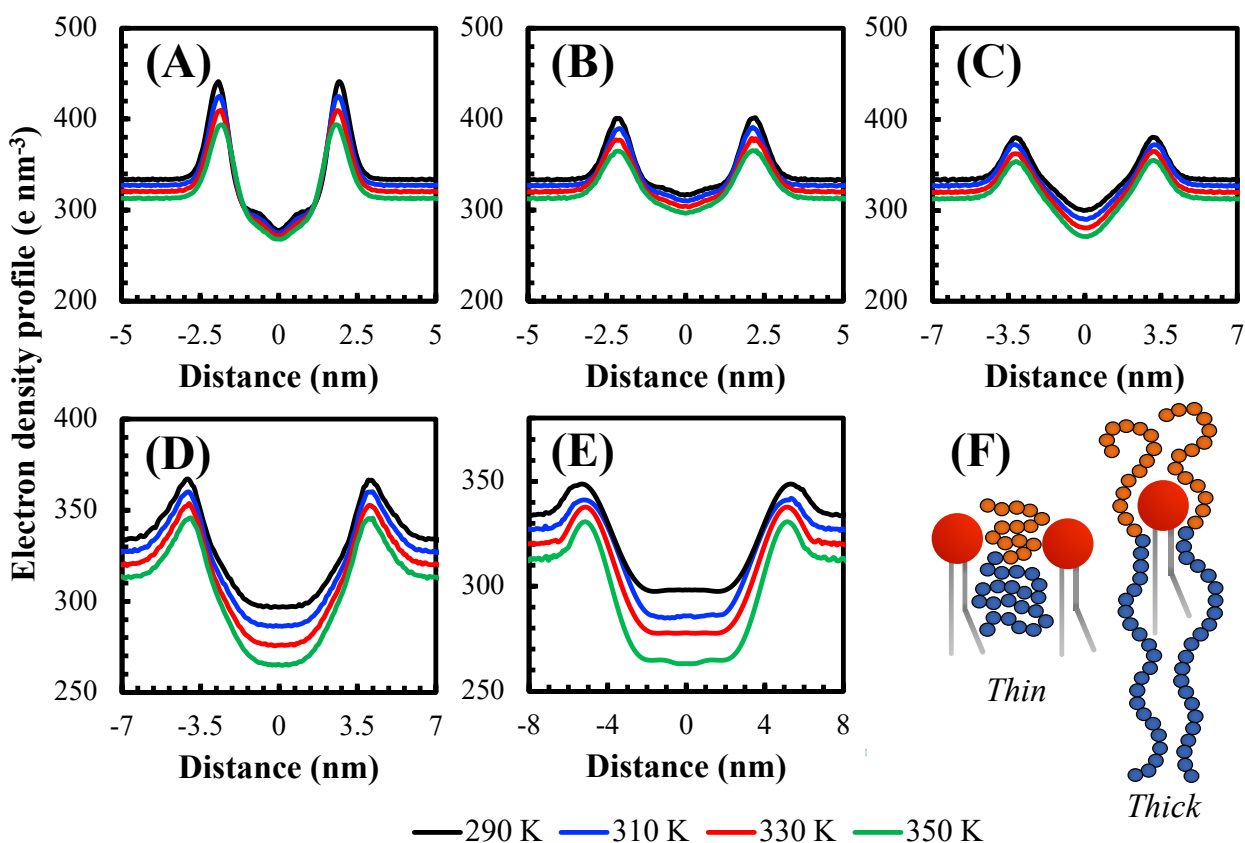 Electron density profile (e nm⁻³)
500
400
300
200
(A)
-5 -2.5 0 2.5 5
Distance (nm)
500
400
300
200
(B)
-5 -2.5 0 2.5 5
Distance (nm)
500
400
300
200
(C)
-7 -3.5 0 3.5 7
Distance (nm)
400
350
300
250
(D)
-7 -3.5 0 3.5 7
Distance (nm)
350
300
250
(E)
-8 -4 0 4 8
Distance (nm)
(F)
Thin
Thick
290 K 310 K 330 K 350 K